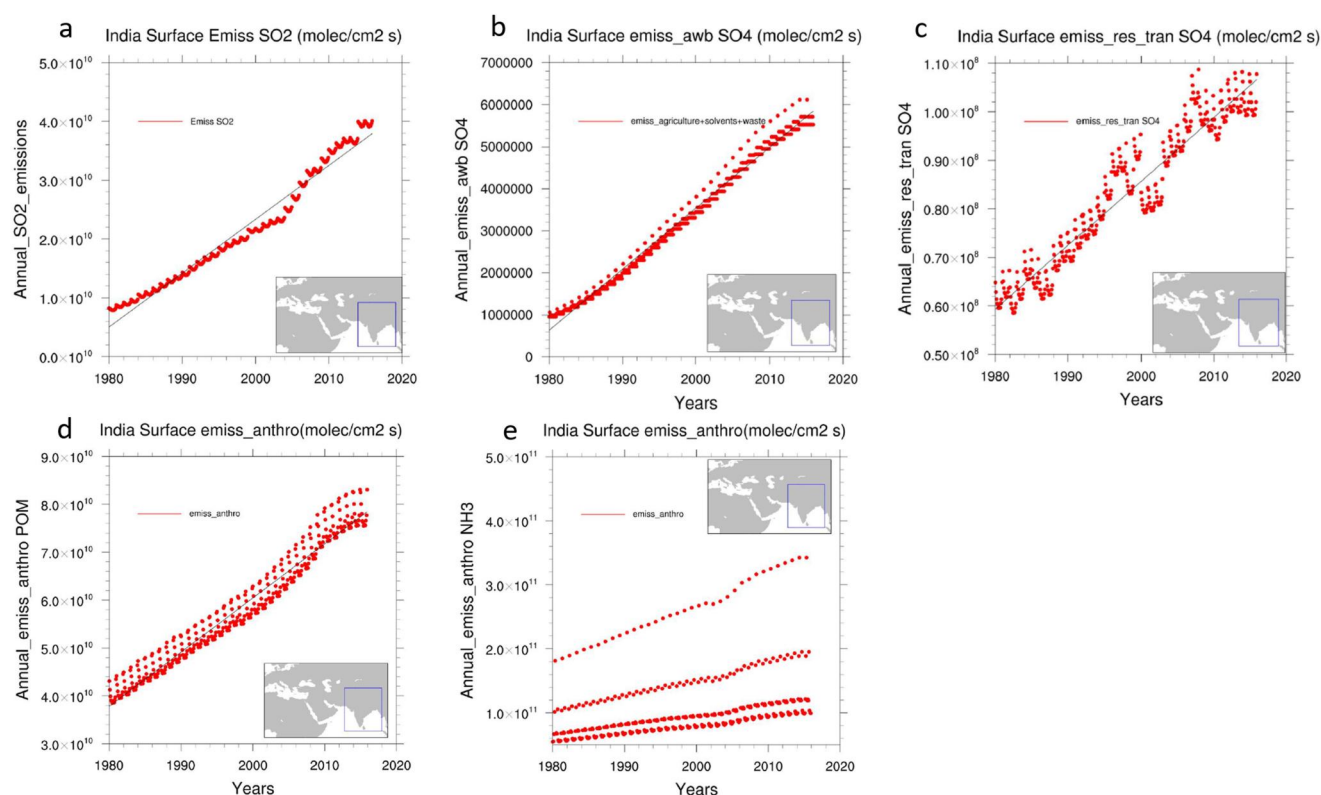 a
India Surface Emiss SO2 (molec/cm2 s)
5.0×10¹⁰
4.0×10¹⁰
3.0×10¹⁰
2.0×10¹⁰
1.0×10¹⁰
0.0×10¹⁰
Annual_SO2_emissions
Emiss SO2
1980 1990 2000 2010 2020
Years
b
India Surface emiss_awb SO4 (molec/cm2 s)
7000000
6000000
5000000
4000000
3000000
2000000
1000000
0
Annual_emiss_awb SO4
emiss_agriculture+solvents+waste
1980 1990 2000 2010 2020
Years
c
India Surface emiss_res_tran SO4 (molec/cm2 s)
1.10×10⁸
1.00×10⁸
0.90×10⁸
0.80×10⁸
0.70×10⁸
0.60×10⁸
0.50×10⁸
Annual_emiss_res_tran SO4
emiss_res_tran SO4
1980 1990 2000 2010 2020
Years
d
India Surface emiss_anthro(molec/cm2 s)
9.0×10¹⁰
8.0×10¹⁰
7.0×10¹⁰
6.0×10¹⁰
5.0×10¹⁰
4.0×10¹⁰
3.0×10¹⁰
Annual_emiss_anthro POM
emiss_anthro
1980 1990 2000 2010 2020
Years
e
India Surface emiss_anthro(molec/cm2 s)
5.0×10¹¹
4.0×10¹¹
3.0×10¹¹
2.0×10¹¹
1.0×10¹¹
Annual_emiss_anthro NH3
emiss_anthro
1980 1990 2000 2010 2020
Years